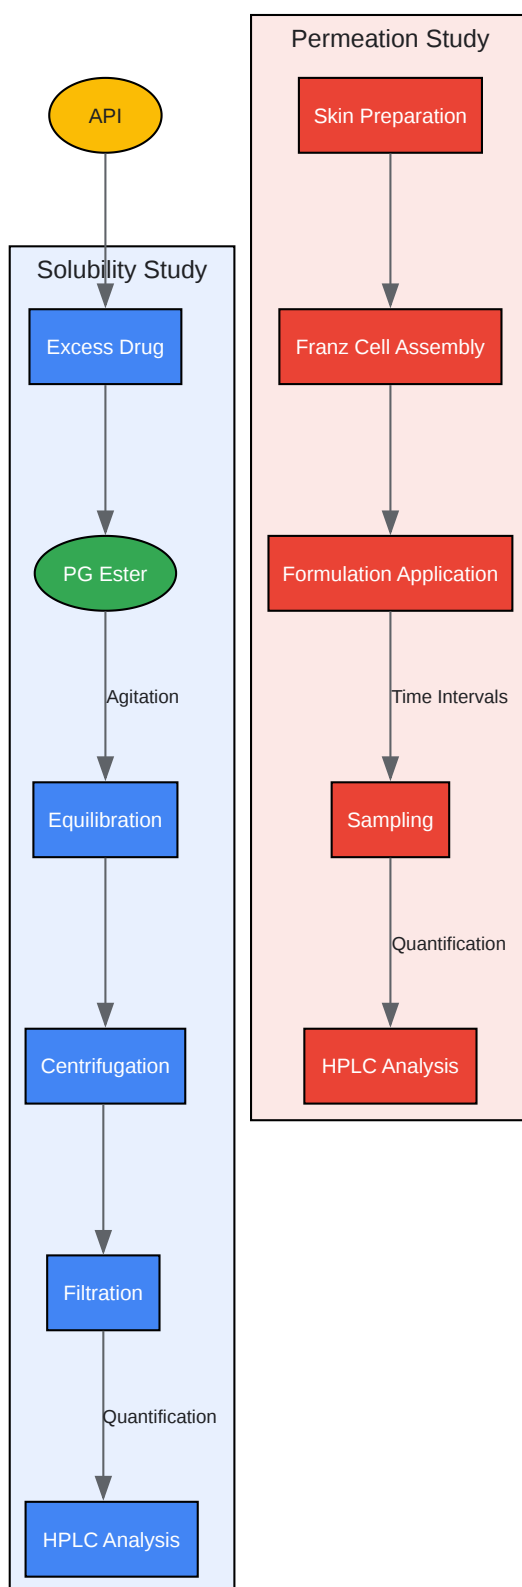 API
Solubility Study
Excess Drug
PG Ester
Agitation
Equilibration
Centrifugation
Filtration
Quantification
HPLC Analysis
Permeation Study
Skin Preparation
Franz Cell Assembly
Formulation Application
Time Intervals
Sampling
Quantification
HPLC Analysis